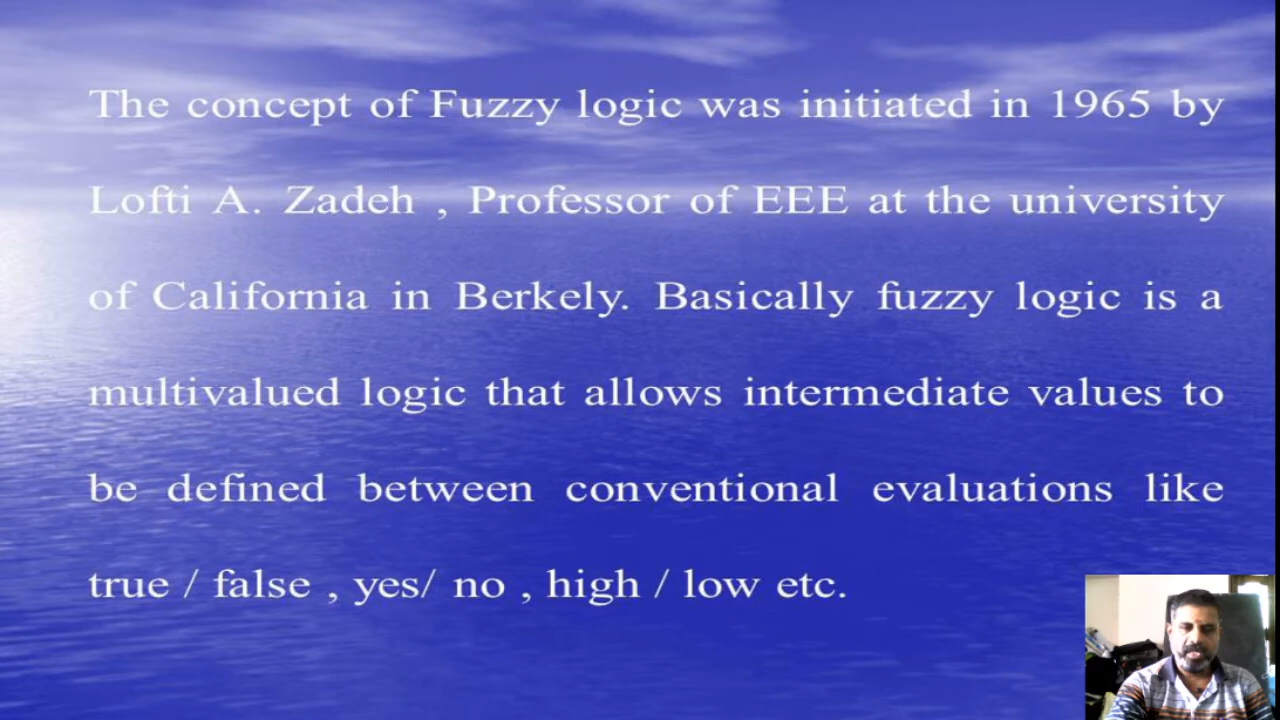 The concept of Fuzzy logic was initiated in 1965 by
Lofti A. Zadeh , Professor of EEE at the university
of California in Berkely. Basically fuzzy logic is a
multivalued logic that allows intermediate values to
be defined between conventional evaluations like
true / false , yes/ no , high / low etc.